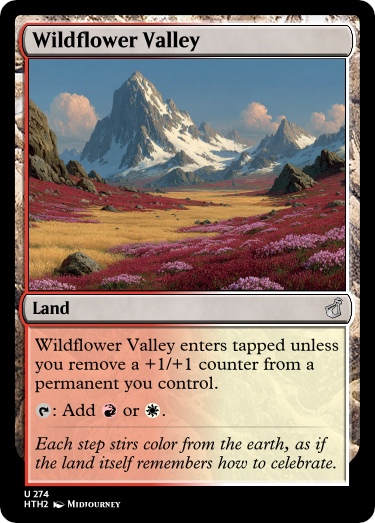 Wildflower Valley
Land
Wildflower Valley enters tapped unless
you remove a +1/+1 counter from a
permanent you control.
: Add or .
Each step stirs color from the earth, as if
the land itself remembers how to celebrate.
U 274
HTH2 Midjourney